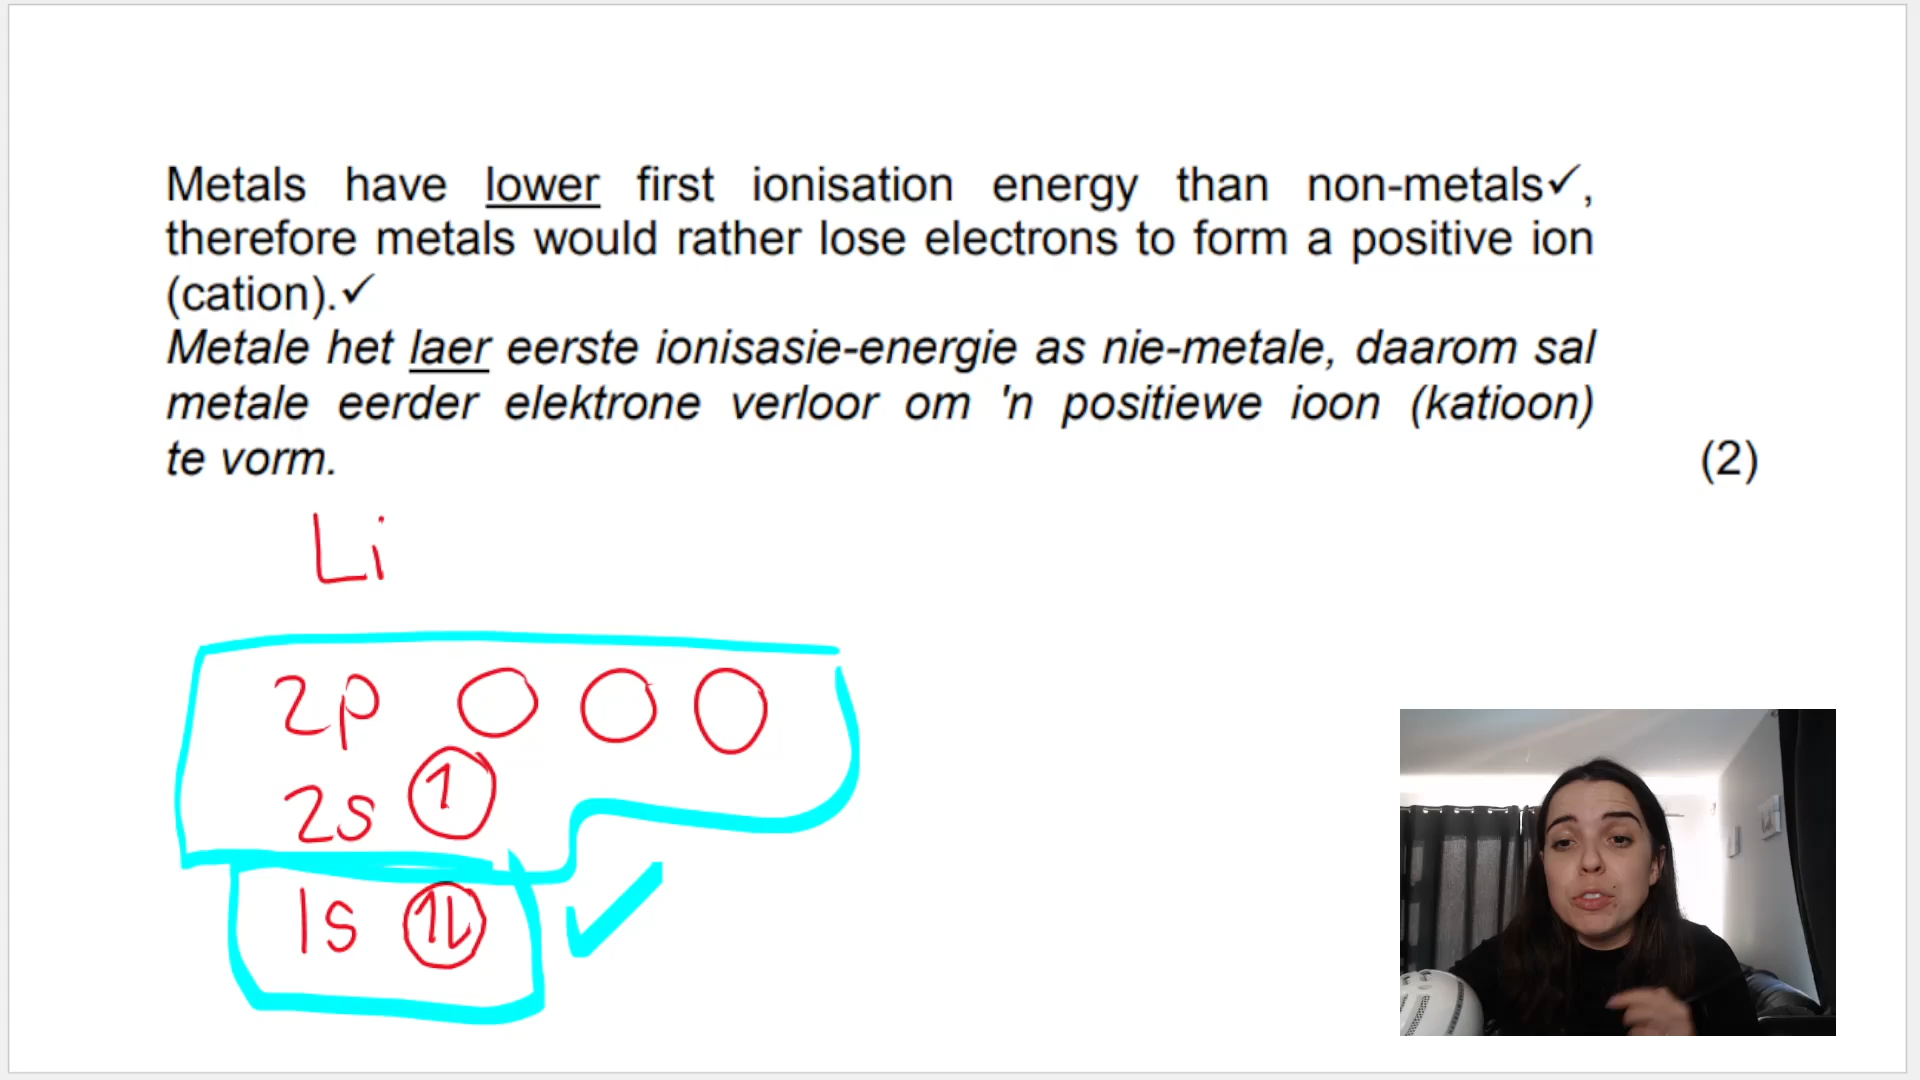 Metals have lower first ionisation energy than non-metals✓,
therefore metals would rather lose electrons to form a positive ion
(cation).✓
Metale het laer eerste ionisasie-energie as nie-metale, daarom sal
metale eerder elektrone verloor om 'n positiewe ioon (katioon)
te vorm. (2)
Li
2p
2s 1
1s 1L